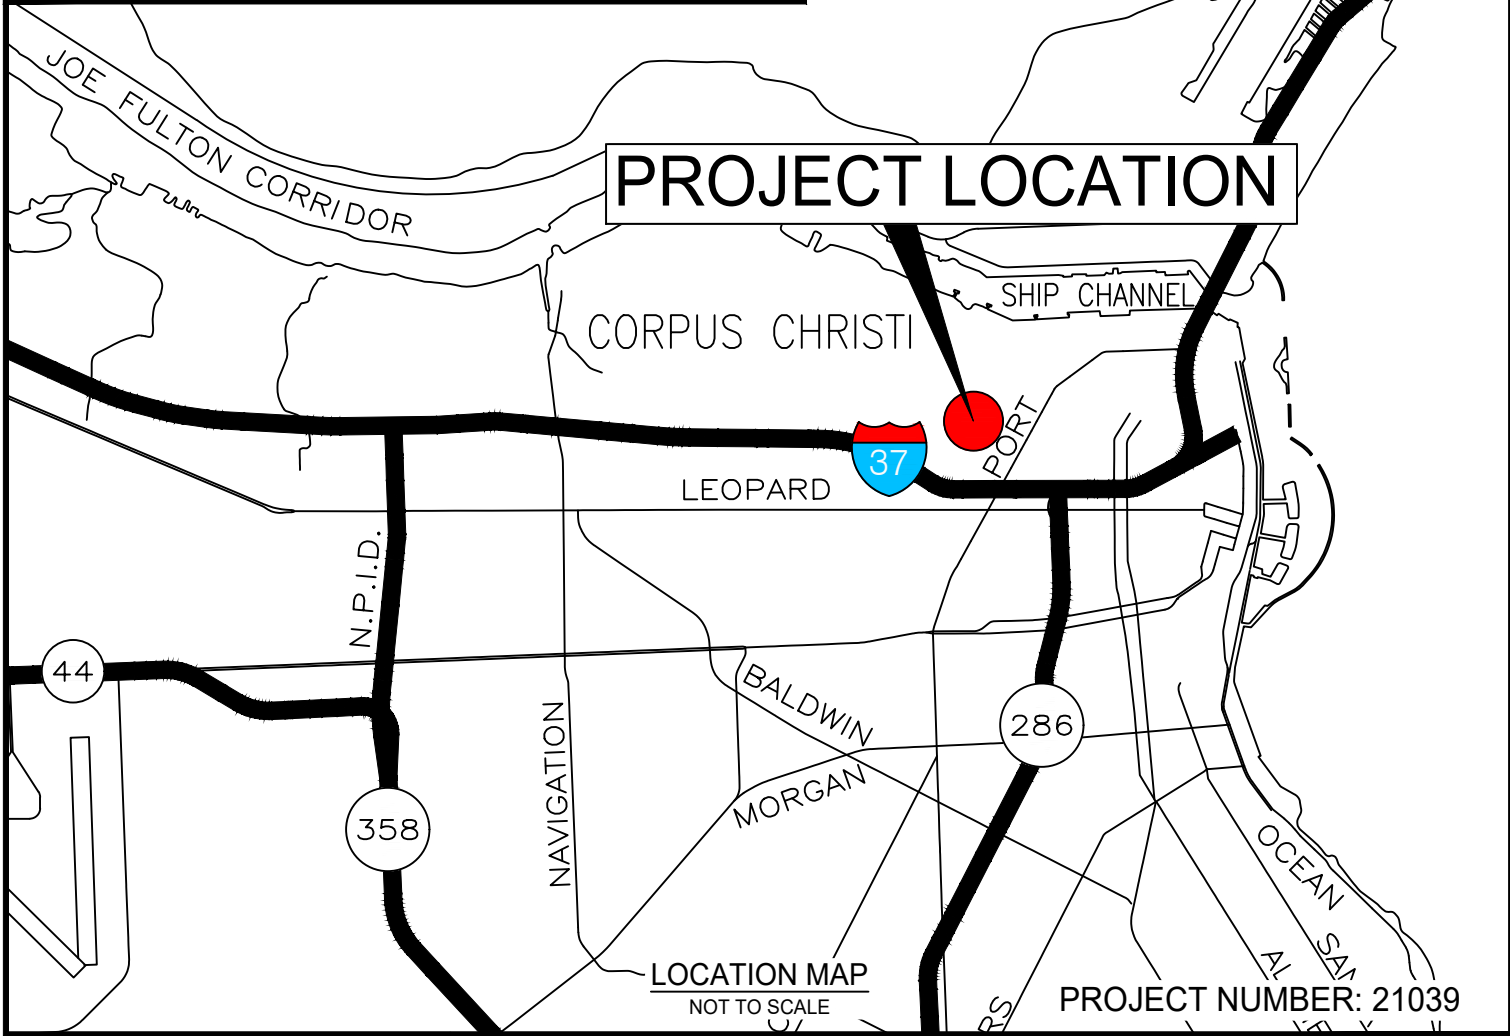 JOE FULTON CORRIDOR
PROJECT LOCATION
SHIP CHANNEL
CORPUS CHRISTI
PORT
37
LEOPARD
N.P.I.D.
44
BALDWIN
286
NAVIGATION
MORGAN
358
OCEAN
LOCATION MAP
NOT TO SCALE
PROJECT NUMBER: 21039